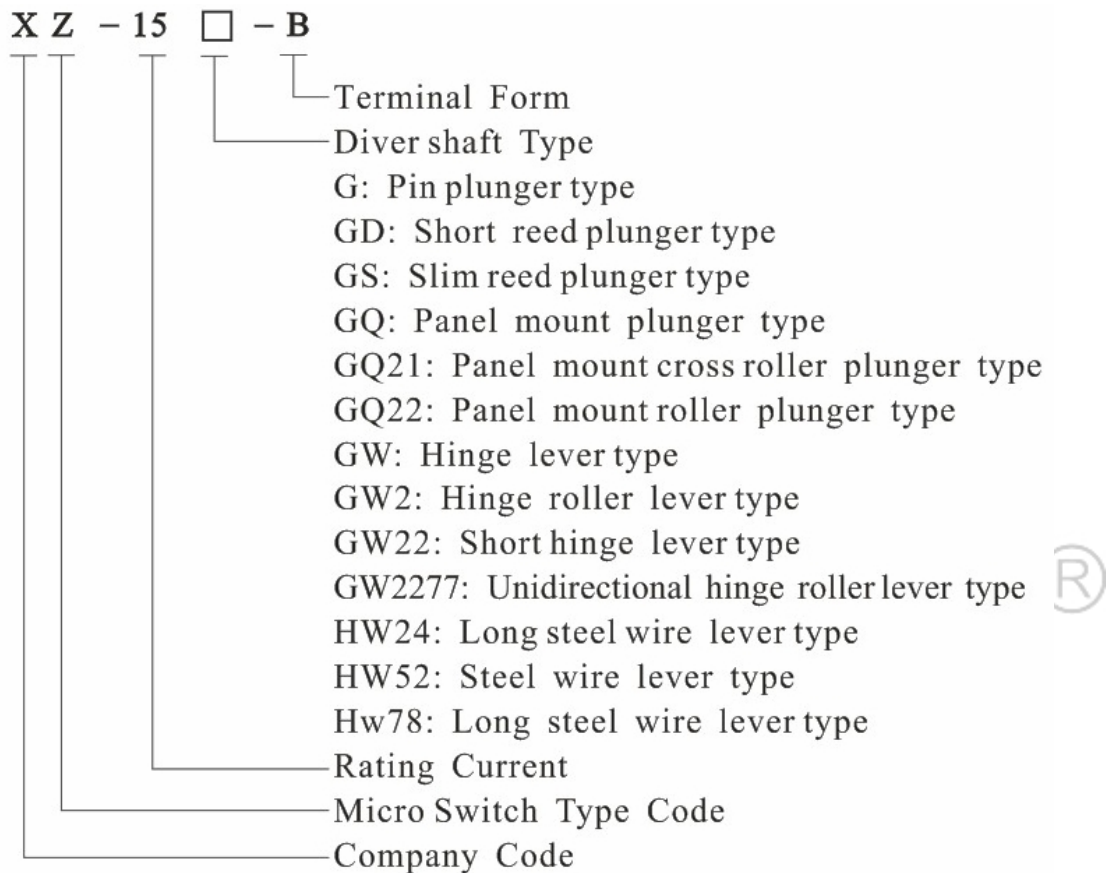 X Z - 15 □ - B
Terminal Form
Diver shaft Type
G: Pin plunger type
GD: Short reed plunger type
GS: Slim reed plunger type
GQ: Panel mount plunger type
GQ21: Panel mount cross roller plunger type
GQ22: Panel mount roller plunger type
GW: Hinge lever type
GW2: Hinge roller lever type
GW22: Short hinge lever type
GW2277: Unidirectional hinge roller lever type
®
HW24: Long steel wire lever type
HW52: Steel wire lever type
Hw78: Long steel wire lever type
Rating Current
Micro Switch Type Code
Company Code